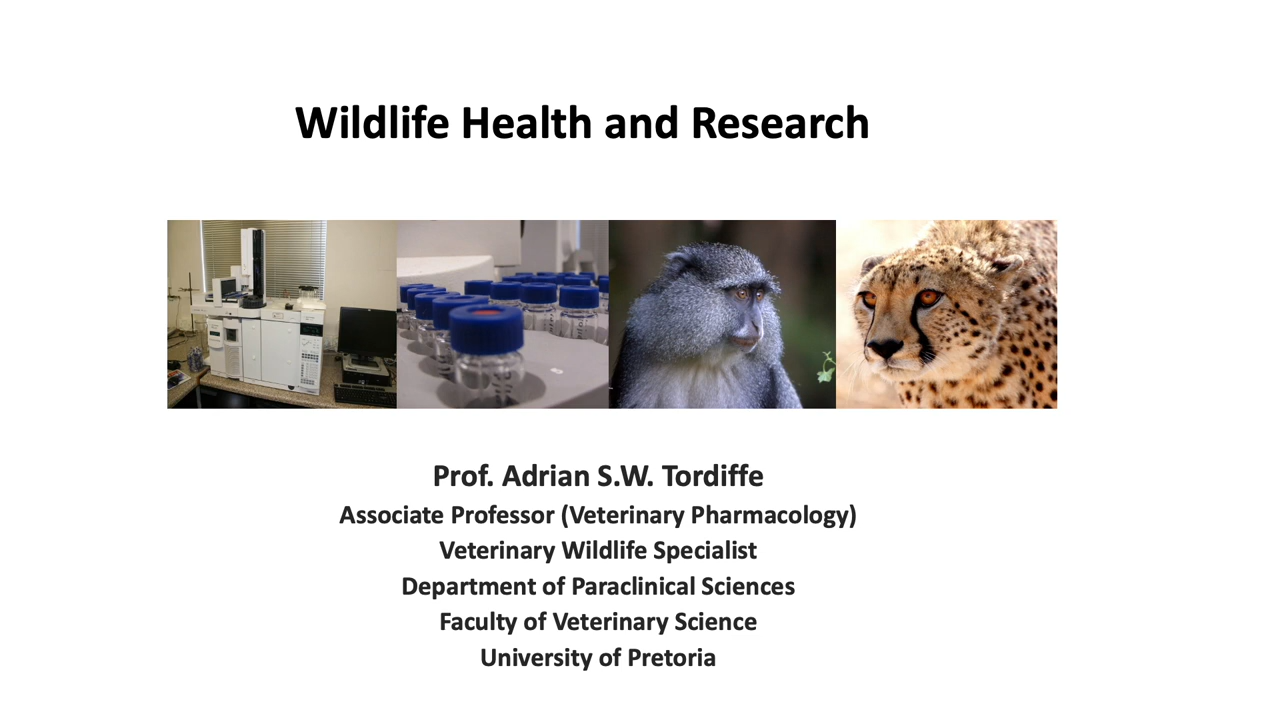 Wildlife Health and Research
Prof. Adrian S.W. Tordiffe
Associate Professor (Veterinary Pharmacology)
Veterinary Wildlife Specialist
Department of Paraclinical Sciences
Faculty of Veterinary Science
University of Pretoria